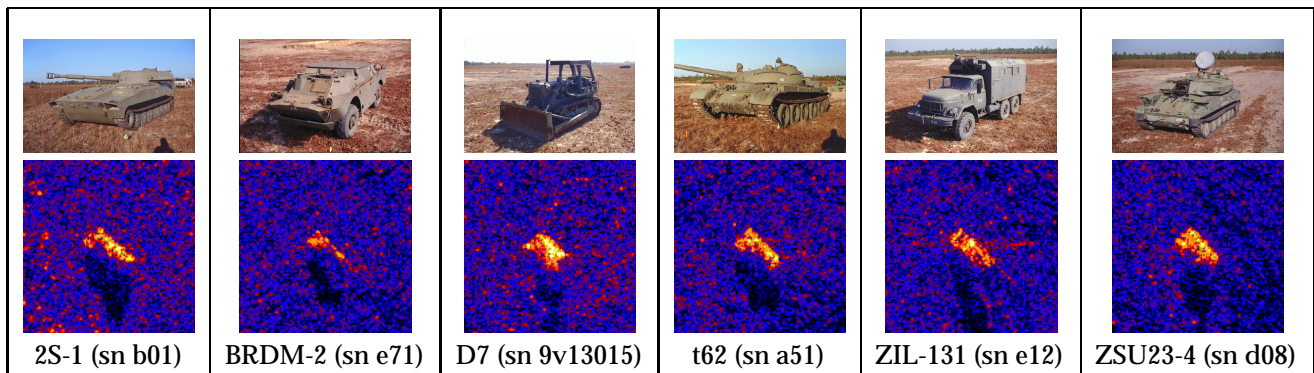 2S-1 (sn b01) BRDM-2 (sn e71) D7 (sn 9v13015) t62 (sn a51) ZIL-131 (sn e12) ZSU23-4 (sn d08)